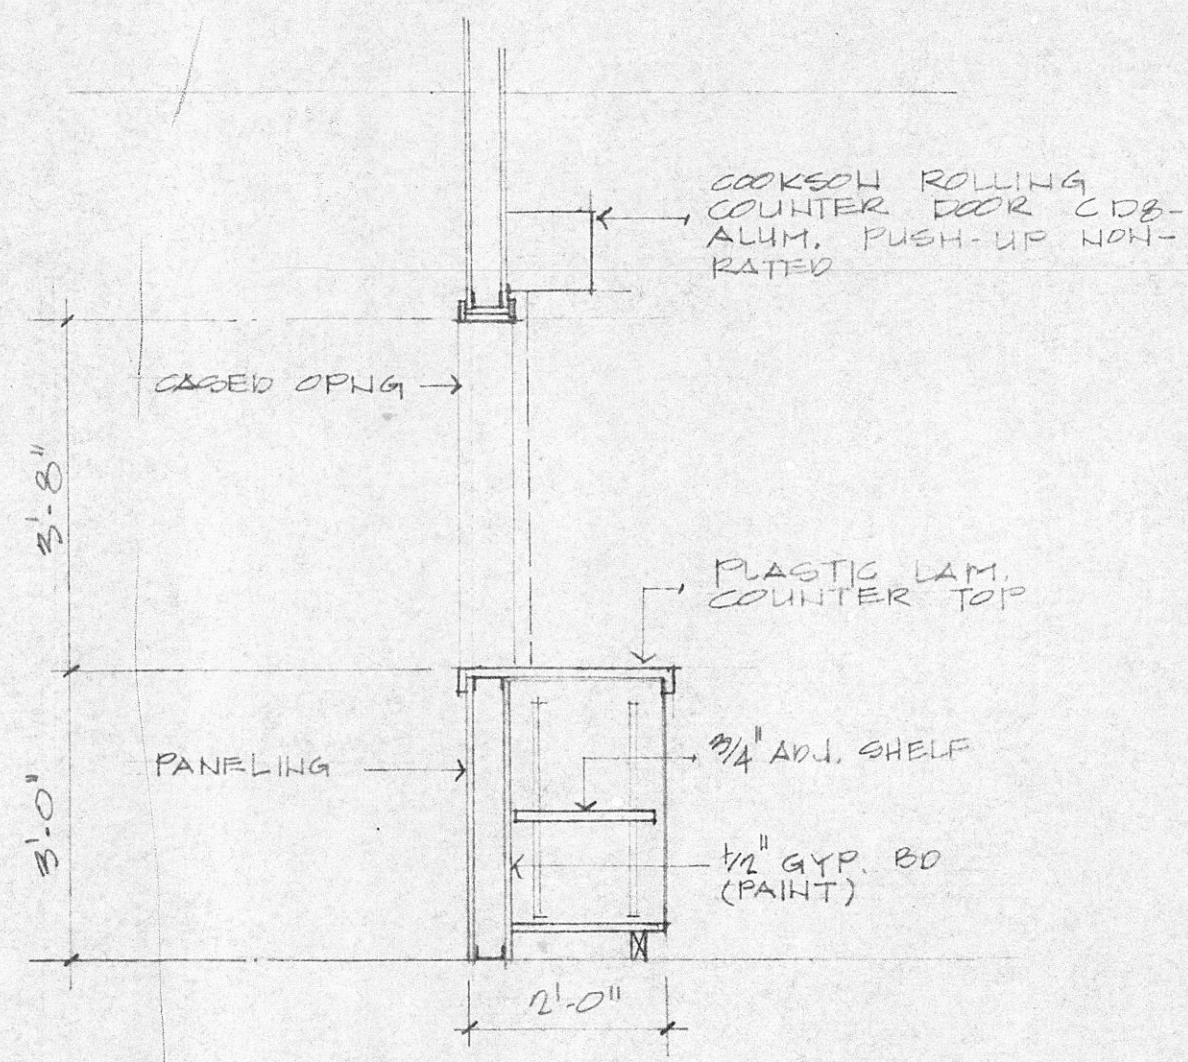 COOKSON ROLLING
COUNTER DOOR CD8-
ALUM. PUSH-UP NON-
RATED
CASED OPNG
3'-8"
PLASTIC LAM.
COUNTER TOP
PANELING
3/4" ADJ. SHELF
3'-0"
1/2" GYP. BD
(PAINT)
2'-0"